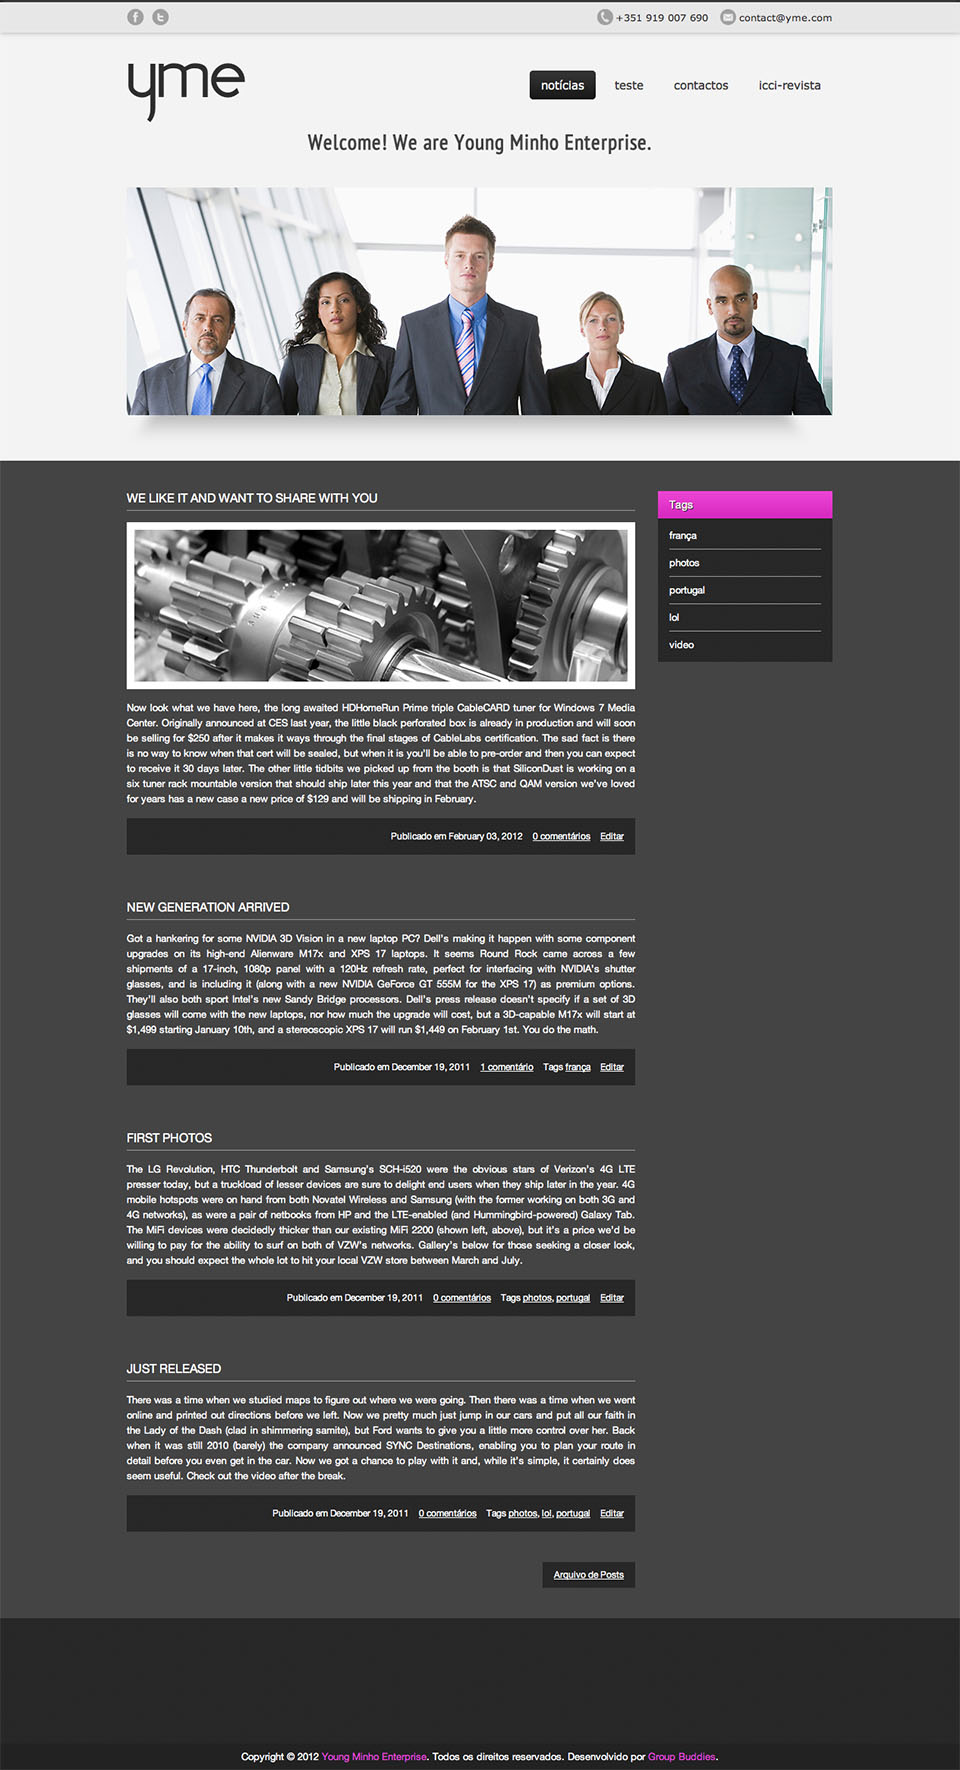 +351 919 007 690 contact@yme.com
yme
notícias teste contactos icci-revista
Welcome! We are Young Minho Enterprise.
WE LIKE IT AND WANT TO SHARE WITH YOU
Now look what we have here, the long awaited HDHomeRun Prime triple CableCARD tuner for Windows 7 Media
Center. Originally announced at CES last year, the little black perforated box is already in production and will soon
be selling for $250 after it makes it ways through the final stages of CableLabs certification. The sad fact is there
is no way to know when that cert will be sealed, but when it is you'll be able to pre-order and then you can expect
to receive it 30 days later. The other little tidbits we picked up from the booth is that SiliconDust is working on a
six tuner rack mountable version that should ship later this year and that the ATSC and QAM version we've loved
for years has a new case a new price of $129 and will be shipping in February.
Publicado em February 03, 2012 0 comentários Editar
NEW GENERATION ARRIVED
Got a hankering for some NVIDIA 3D Vision in a new laptop PC? Dell's making it happen with some component
upgrades on its high-end Alienware M17x and XPS 17 laptops. It seems Round Rock came across a few
shipments of a 17-inch, 1080p panel with a 120Hz refresh rate, perfect for interfacing with NVIDIA's shutter
glasses, and is including it (along with a new NVIDIA GeForce GT 555M for the XPS 17) as premium options.
They'll also both sport Intel's new Sandy Bridge processors. Dell's press release doesn't specify if a set of 3D
glasses will come with the new laptops, nor how much the upgrade will cost, but a 3D-capable M17x will start at
$1,499 starting January 10th, and a stereoscopic XPS 17 will run $1,449 on February 1st. You do the math.
Publicado em December 19, 2011 1 comentário Tags frança Editar
FIRST PHOTOS
The LG Revolution, HTC Thunderbolt and Samsung's SCH-i520 were the obvious stars of Verizon's 4G LTE
presser today, but a truckload of lesser devices are sure to delight end users when they ship later in the year. 4G
mobile hotspots were on hand from both Novatel Wireless and Samsung (with the former working on both 3G and
4G networks), as were a pair of netbooks from HP and the LTE-enabled (and Hummingbird-powered) Galaxy Tab.
The MiFi devices were decidedly thicker than our existing MiFi 2200 (shown left, above), but it's a price we'd be
willing to pay for the ability to surf on both of VZW's networks. Gallery's below for those seeking a closer look,
and you should expect the whole lot to hit your local VZW store between March and July.
Publicado em December 19, 2011 0 comentários Tags photos, portugal Editar
JUST RELEASED
There was a time when we studied maps to figure out where we were going. Then there was a time when we went
online and printed out directions before we left. Now we pretty much just jump in our cars and put all our faith in
the Lady of the Dash (clad in shimmering samite), but Ford wants to give you a little more control over her. Back
when it was still 2010 (barely) the company announced SYNC Destinations, enabling you to plan your route in
detail before you even get in the car. Now we got a chance to play with it and, while it's simple, it certainly does
seem useful. Check out the video after the break.
Publicado em December 19, 2011 0 comentários Tags photos, lol, portugal Editar
Arquivo de Posts
Tags
frança
photos
portugal
lol
video
Copyright © 2012 Young Minho Enterprise. Todos os direitos reservados. Desenvolvido por Group Buddies.